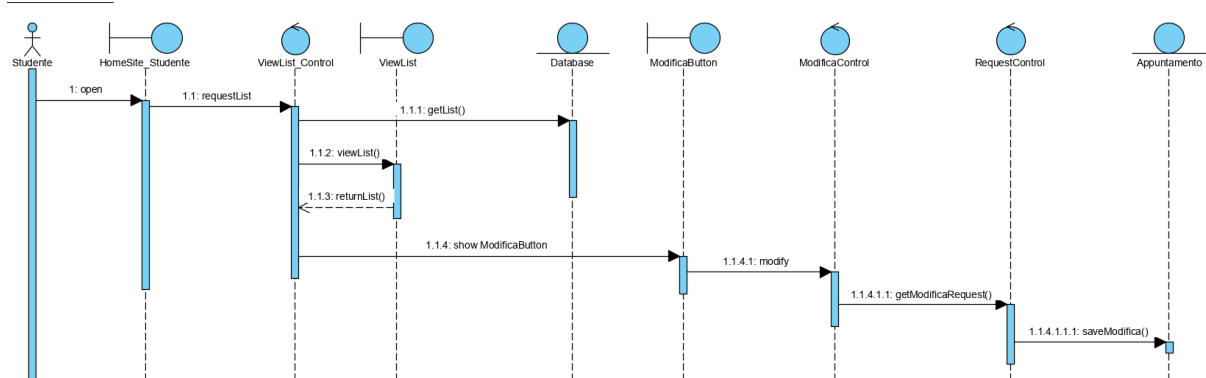 Studente
HomeSite_Studente
ViewList_Control
ViewList
Database
ModificaButton
ModificaControl
RequestControl
Appuntamento
1: open
1.1: requestList
1.1.1: getList()
1.1.2: viewList()
1.1.3: returnList()
1.1.4: show ModificaButton
1.1.4.1: modify
1.1.4.1.1: getModificaRequest()
1.1.4.1.1.1: saveModifica()